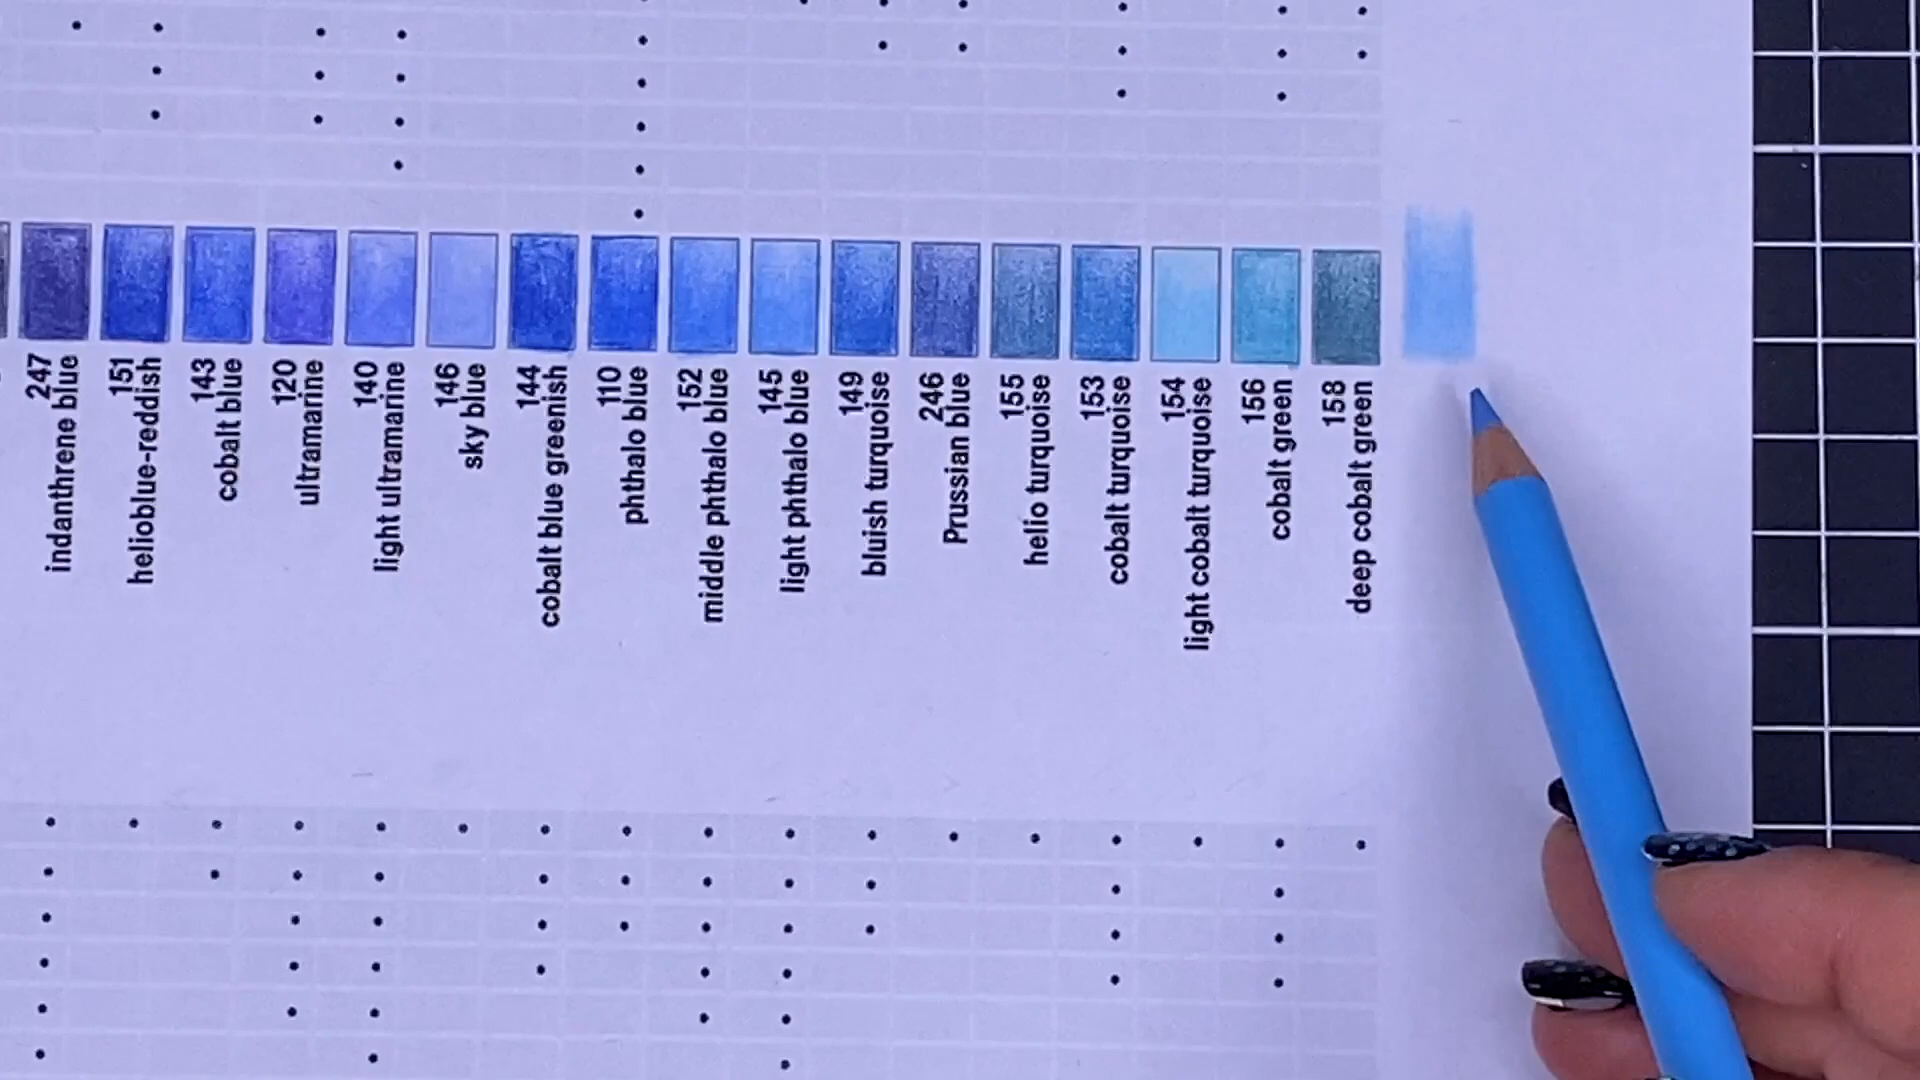 247
indanthrene blue
151
helioblue-reddish
143
cobalt blue
120
ultramarine
140
light ultramarine
146
sky blue
144
cobalt blue greenish
110
phthalo blue
152
middle phthalo blue
145
light phthalo blue
149
bluish turquoise
246
Prussian blue
155
helio turquoise
153
cobalt turquoise
154
light cobalt turquoise
156
cobalt green
158
deep cobalt green